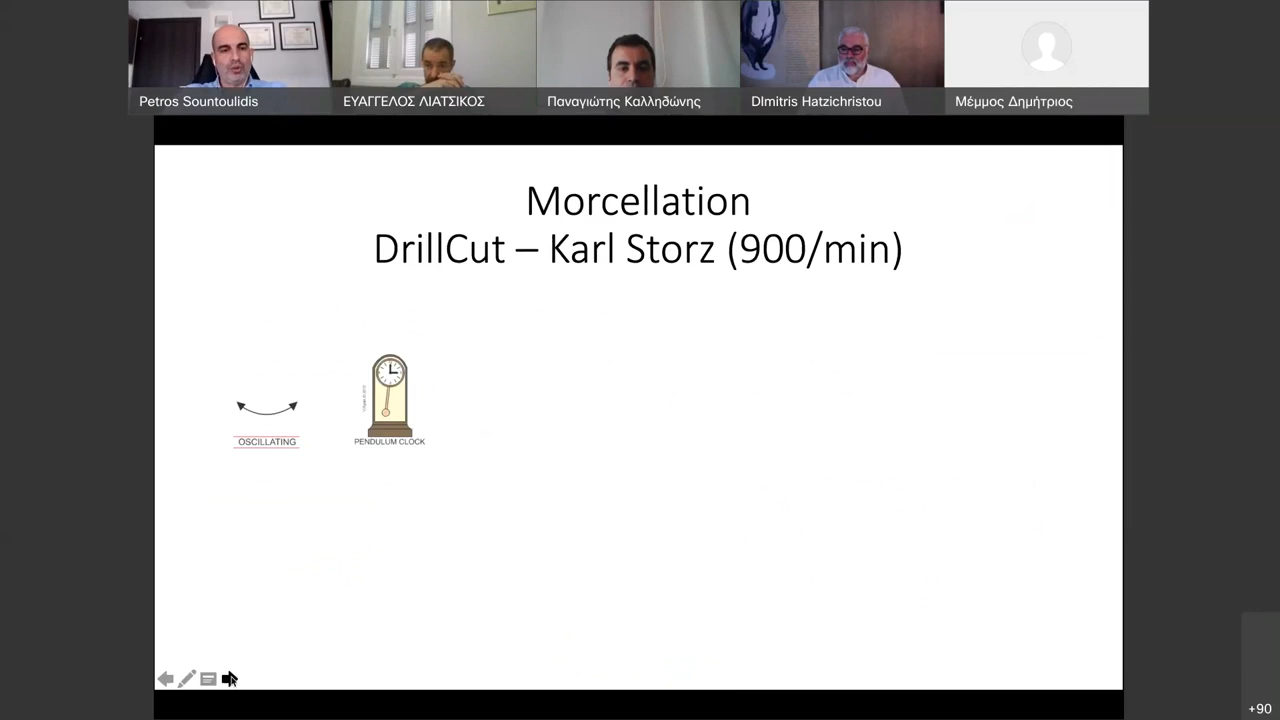 Petros Sountoulidis
ΕΥΑΓΓΕΛΟΣ ΛΙΑΤΣΙΚΟΣ
Παναγιώτης Καλληδώνης
DImitris Hatzichristou
Μέμμος Δημήτριος
Morcellation
DrillCut – Karl Storz (900/min)
OSCILLATING
PENDULUM CLOCK
+90